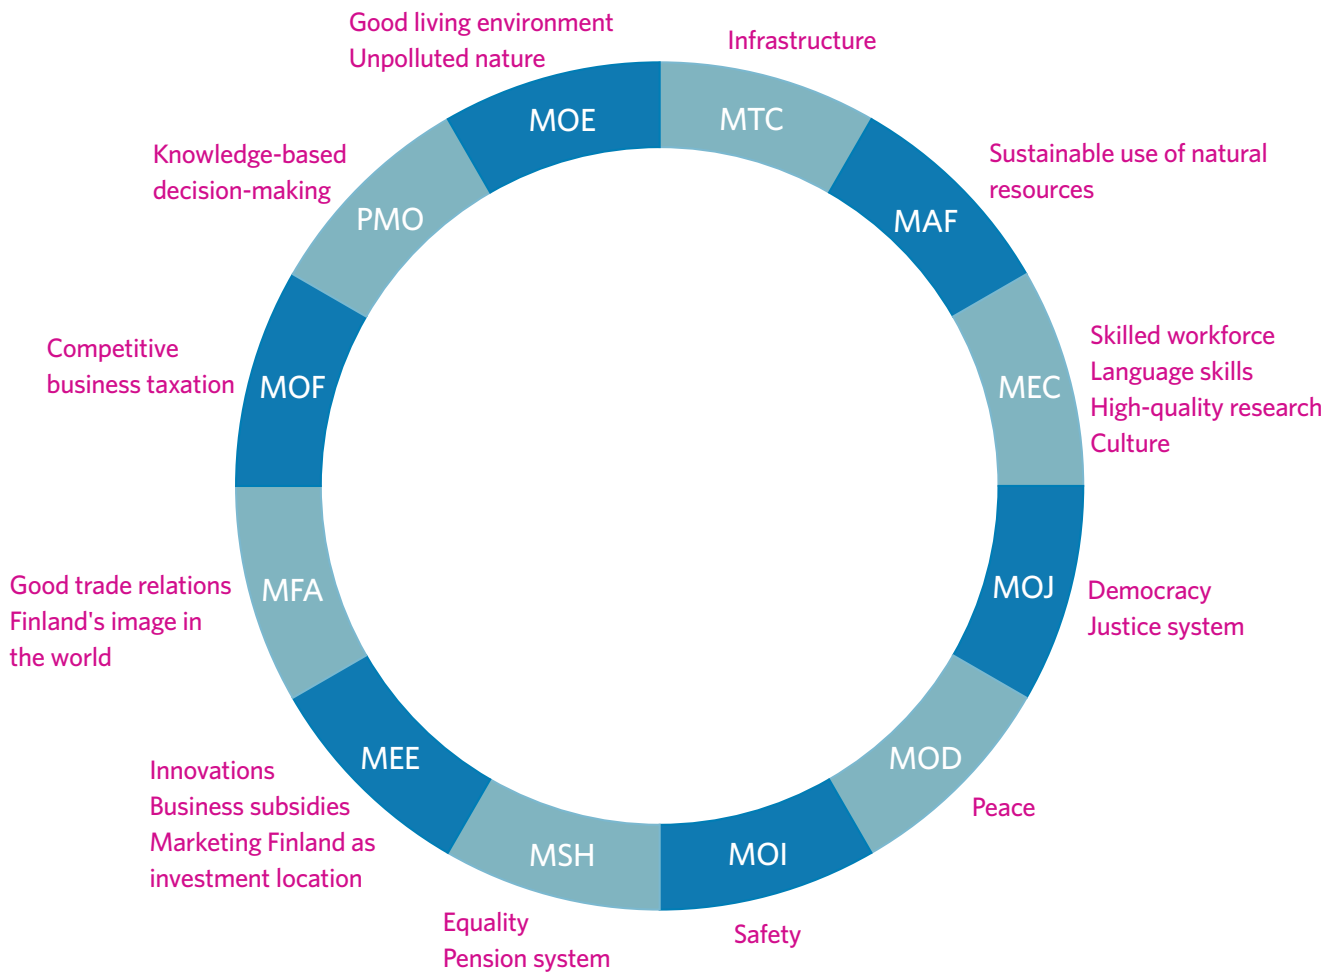 Good living environment
Unpolluted nature
MOE
Infrastructure
MTC
Sustainable use of natural
resources
MAF
Skilled workforce
Language skills
High-quality research
Culture
MEC
Democracy
Justice system
MOJ
Peace
MOD
Safety
MOI
Equality
Pension system
MSH
Innovations
Business subsidies
Marketing Finland as
investment location
MEE
Good trade relations
Finland's image in
the world
MFA
Competitive
business taxation
MOF
Knowledge-based
decision-making
PMO